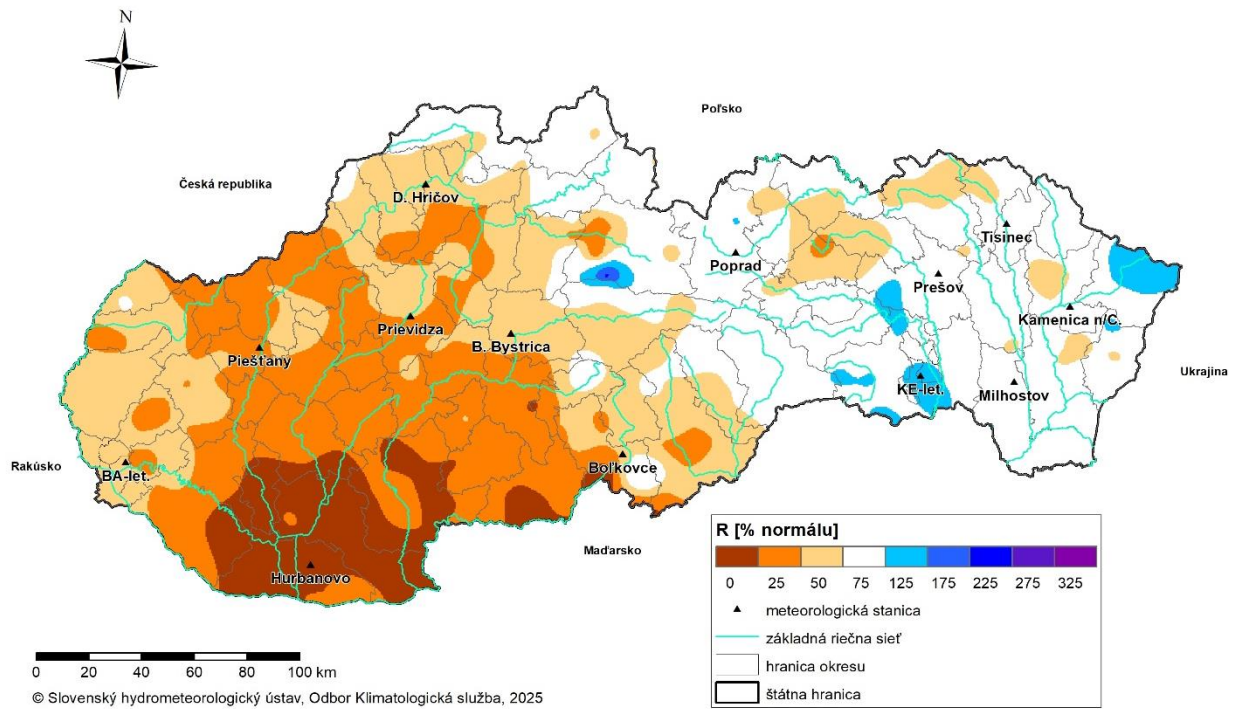 N
Poľsko
Česká republika
D. Hričov
Tisinec
Poprad
Prešov
Kamenica n/C.
Prievidza
B. Bystrica
Piešťany
Ukrajina
KE-let.
Milhostov
Boľkovce
Rakúsko
BA-let.
Maďarsko
Hurbanovo
R [% normálu]
0 25 50 75 125 175 225 275 325
meteorologická stanica
základná riečna sieť
hranica okresu
štátna hranica
0 20 40 60 80 100 km
© Slovenský hydrometeorologický ústav, Odbor Klimatologická služba, 2025